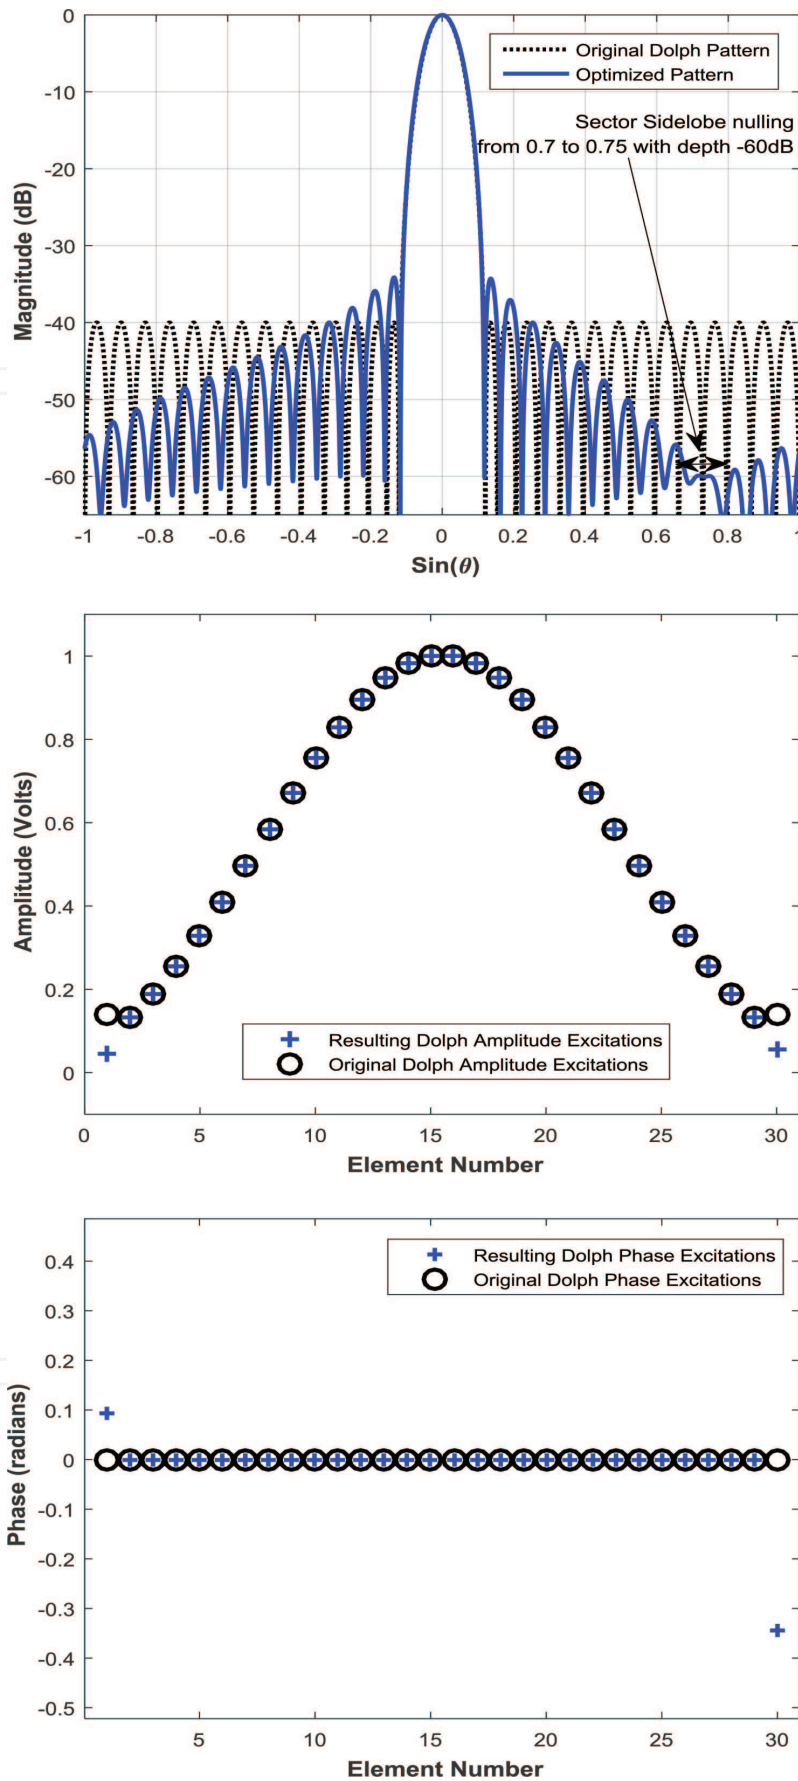 0
-10
-20
-30
-40
-50
-60
Magnitude (dB)
Original Dolph Pattern
Optimized Pattern
Sector Sidelobe nulling
from 0.7 to 0.75 with depth -60dB
-1 -0.8 -0.6 -0.4 -0.2 0 0.2 0.4 0.6 0.8 1
Sin(θ)
1
0.8
0.6
0.4
0.2
0
Amplitude (Volts)
Resulting Dolph Amplitude Excitations
Original Dolph Amplitude Excitations
0 5 10 15 20 25 30
Element Number
0.4
0.3
0.2
0.1
0
-0.1
-0.2
-0.3
-0.4
-0.5
Phase (radians)
Resulting Dolph Phase Excitations
Original Dolph Phase Excitations
5 10 15 20 25 30
Element Number